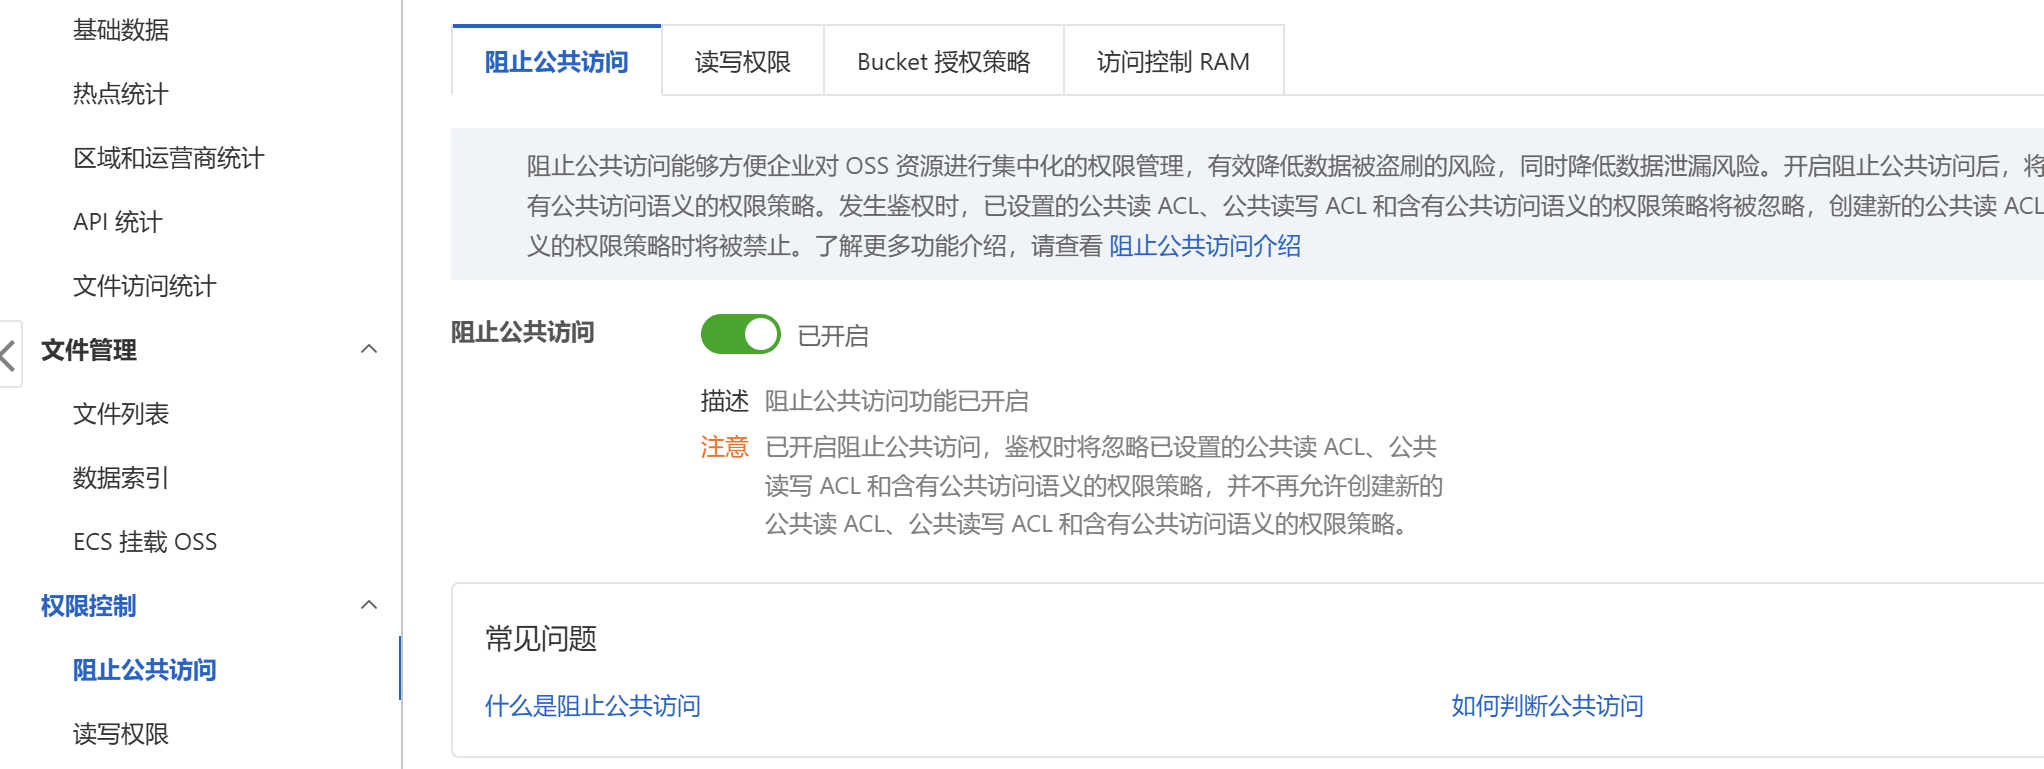 基础数据
热点统计
区域和运营商统计
API 统计
文件访问统计
文件管理
文件列表
数据索引
ECS 挂载 OSS
权限控制
阻止公共访问
读写权限
阻止公共访问
读写权限
Bucket 授权策略
访问控制 RAM
阻止公共访问能够方便企业对 OSS 资源进行集中化的权限管理，有效降低数据被盗刷的风险，同时降低数据泄漏风险。开启阻止公共访问后，将
有公共访问语义的权限策略。发生鉴权时，已设置的公共读 ACL、公共读写 ACL 和含有公共访问语义的权限策略将被忽略，创建新的公共读 ACL
义的权限策略时将被禁止。了解更多功能介绍，请查看 阻止公共访问介绍
阻止公共访问
已开启
描述 阻止公共访问功能已开启
注意 已开启阻止公共访问，鉴权时将忽略已设置的公共读 ACL、公共
读写 ACL 和含有公共访问语义的权限策略，并不再允许创建新的
公共读 ACL、公共读写 ACL 和含有公共访问语义的权限策略。
常见问题
什么是阻止公共访问
如何判断公共访问